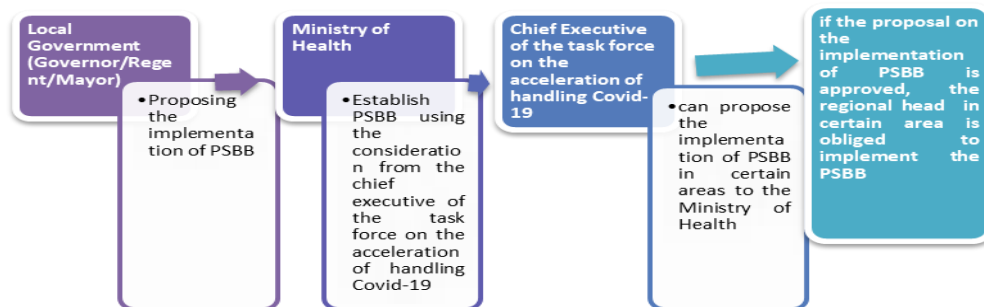 Local
Government
(Governor/Rege
nt/Mayor)
•Proposing
the
implementa
tion of PSBB
Ministry of
Health
•Establish
PSBB using
the
consideratio
n from the
chief
executive of
the task
force on the
acceleration
of handling
Covid-19
Chief Executive
of the task force
on the
acceleration of
handling Covid-
19
•can propose
the
implementa
tion of PSBB
in certain
areas to the
Ministry of
Health
if the proposal on
the
implementation
of PSBB is
approved, the
regional head in
certain area is
obliged to
implement the
PSBB